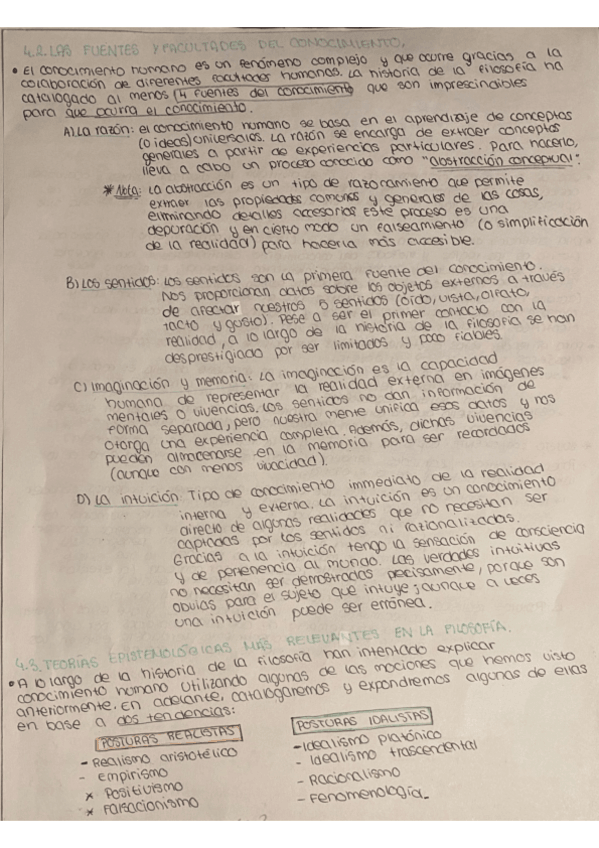 4.2. LAS FUENTES Y FACULTADES DEL CONOCIMIENTO.
• El conocimiento humano es un fenómeno complejo y que ocurre gracias a la
colaboración de diferentes facultades humanas. La historia de la filosofía ha
catalogado al menos (4 fuentes del conocimiento) que son imprescindibles
para que ocurra el conocimiento.
A) La razón: el conocimiento humano se basa en el aprendizaje de conceptos
(o ideas) universales. La razón se encarga de extraer conceptos
generales a partir de experiencias particulares. Para hacerlo,
lleva a cabo un proceso conocido como "abstracción conceptual".
* Nota: La abstracción es un tipo de razonamiento que permite
extraer las propiedades comunes y generales de las cosas,
eliminando detalles accesorios este proceso es una
depuración y en cierto modo un falseamiento (o simplificación
de la realidad) para hacerla más accesible.
B) Los sentidos: Los sentidos son la primera fuente del conocimiento.
Nos proporcionan datos sobre los objetos externos a través
de afectar nuestros 5 sentidos (oído, vista, olfato,
tacto y gusto). Pese a ser el primer contacto con la
realidad, a lo largo de la historia de la filosofía se han
desprestigiado por ser limitados y poco fiables.
C) Imaginación y memoria: La imaginación es la capacidad
humana de representar la realidad externa en imágenes
mentales o vivencias. Los sentidos no dan información de
forma separada, pero nuestra mente unifica esos datos y nos
otorga una experiencia completa. Además, dichas vivencias
pueden almacenarse en la memoria para ser recordados
(aunque con menos vivacidad).
D) La intuición: Tipo de conocimiento immediato de la realidad
interna y externa. La intuición es un conocimiento
directo de algunas realidades que no necesitan ser
captadas por los sentidos ni racionalizadas.
Gracias a la intuición tengo la sensación de consciencia
y de pertenencia al mundo. Las verdades intuitivas
no necesitan ser demostradas precisamente, porque son
obvias para el sujeto que intuye; aunque a veces
una intuición puede ser errónea.
4.3. TEORÍAS EPISTEMOLÓGICAS MÁS RELEVANTES EN LA FILOSOFÍA.
• A lo largo de la historia de la filosofía han intentado explicar
conocimiento humano utilizando algunas de las nociones que hemos visto
anteriormente. En adelante, catalogaremos y expondremos algunas de ellas
en base a dos tendencias:
POSTURAS REALISTAS
- Realismo aristotélico
- empirismo
* Positivismo
* Falsacionismo
POSTURAS IDALISTAS
- Idealismo platónico
- Idealismo trascendental
- Racionalismo
- Fenomenología